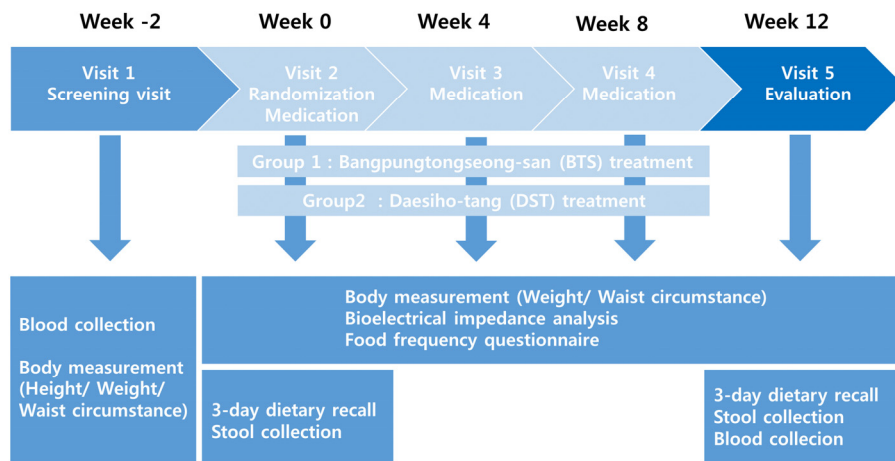 Week -2
Week 0
Week 4
Week 8
Week 12
Visit 1
Screening visit
Visit 2
Randomization
Medication
Visit 3
Medication
Visit 4
Medication
Visit 5
Evaluation
Group 1 : Bangpungtongseong-san (BTS) treatment
Group2 : Daesiho-tang (DST) treatment
Blood collection
Body measurement
(Height/ Weight/
Waist circumstance)
Body measurement (Weight/ Waist circumstance)
Bioelectrical impedance analysis
Food frequency questionnaire
3-day dietary recall
Stool collection
3-day dietary recall
Stool collection
Blood collecion